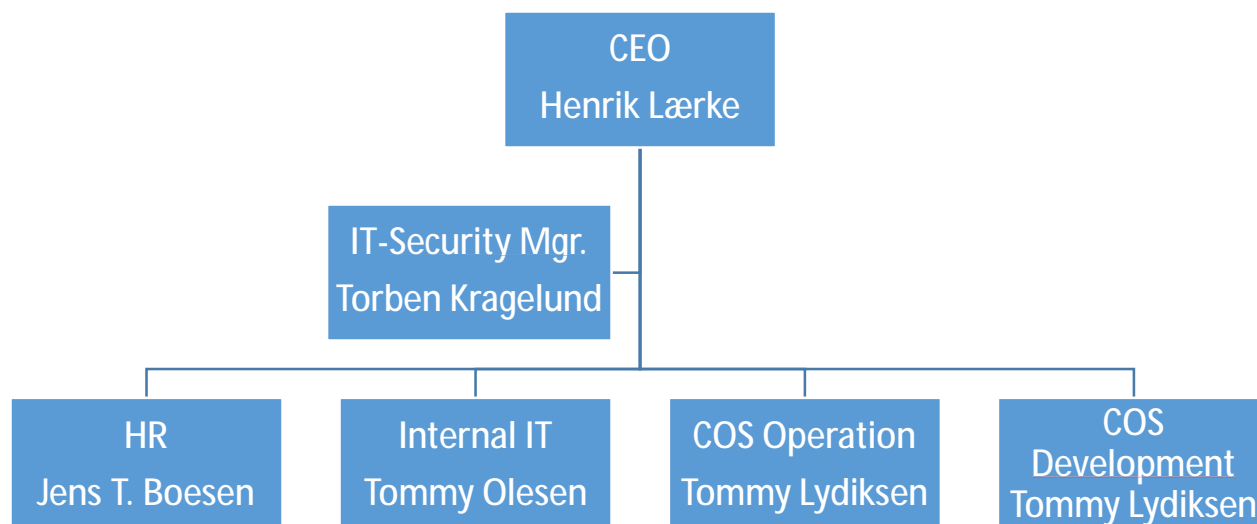 CEO
Henrik Lærke
IT-Security Mgr.
Torben Kragelund
HR
Jens T. Boesen
Internal IT
Tommy Olesen
COS Operation
Tommy Lydiksen
COS
Development
Tommy Lydiksen